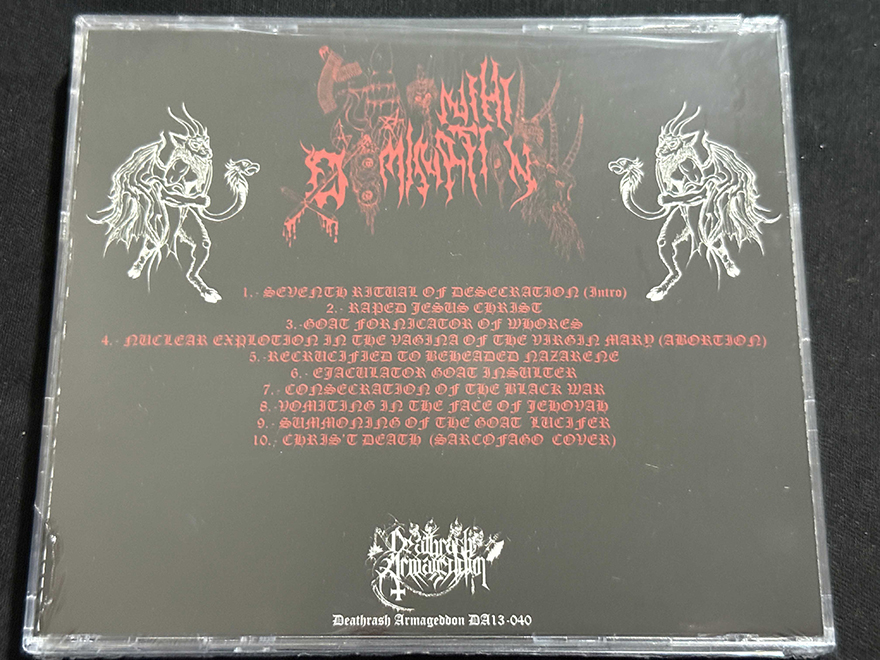 1.- SEVENTH RITUAL OF DESECRATION (Intro)
2.- RAPED JESUS CHRIST
3.-GOAT FORNICATOR OF WHORES
4.- NUCLEAR EXPLOTION IN THE VAGINA OF THE VIRGIN MARY (ABORTION)
5.-RECRUCIFIED TO BEHEADED NAZARENE
6.- EJACULATOR GOAT INSULTER
7.- CONSECRATION OF THE BLACK WAR
8.-VOMITING IN THE FACE OF JEHOVAH
9.- SUMMONING OF THE GOAT LUCIFER
10.- CHRIS'T DEATH (SARCOFAGO COVER)
Deathrash
Armageddon
Deathrash Armageddon DA13-040